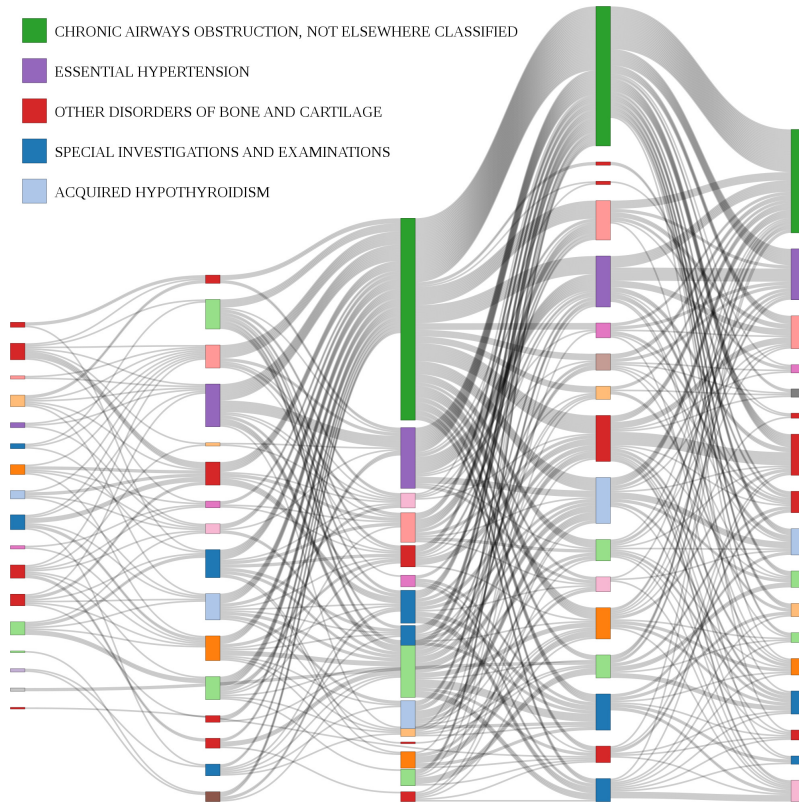 CHRONIC AIRWAYS OBSTRUCTION, NOT ELSEWHERE CLASSIFIED
ESSENTIAL HYPERTENSION
OTHER DISORDERS OF BONE AND CARTILAGE
SPECIAL INVESTIGATIONS AND EXAMINATIONS
ACQUIRED HYPOTHYROIDISM